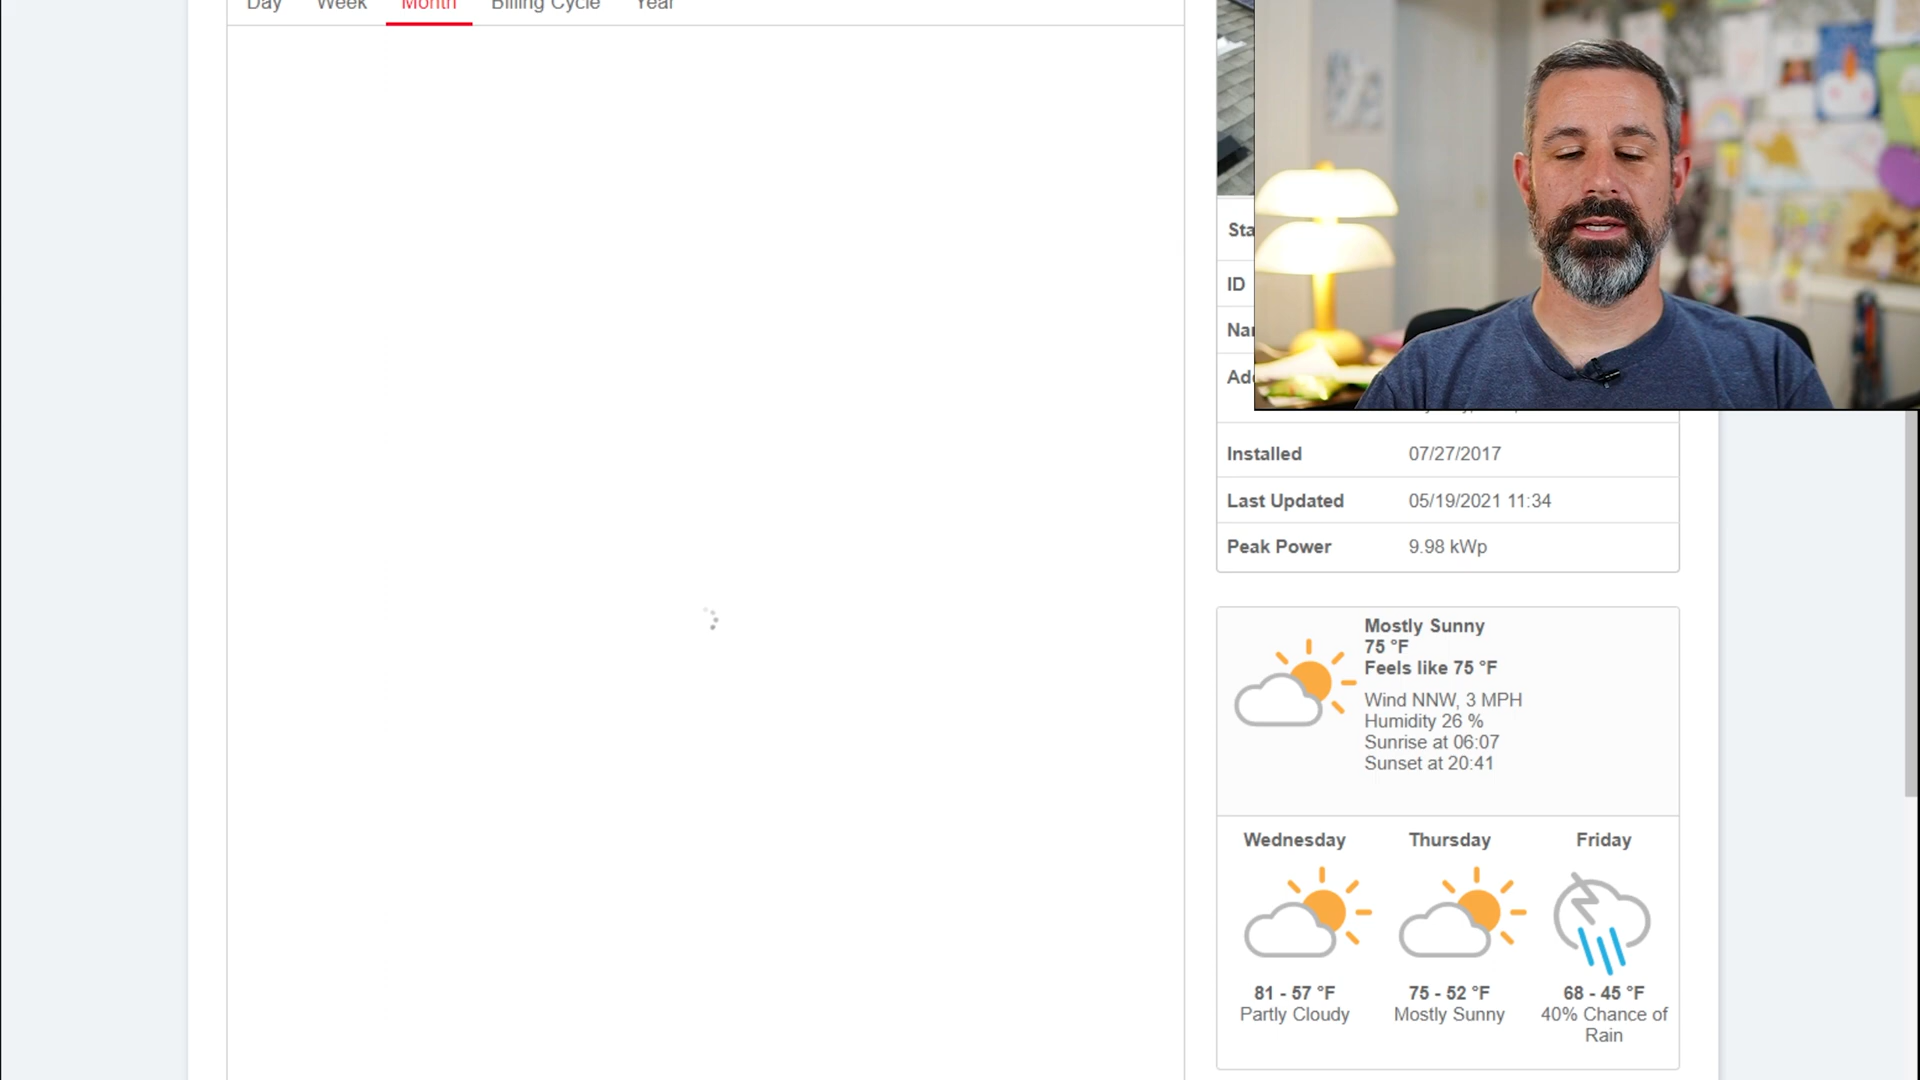 Day Week Month Billing Cycle Year
Sta
ID
Nar
Add
Installed 07/27/2017
Last Updated 05/19/2021 11:34
Peak Power 9.98 kWp
Mostly Sunny
75 °F
Feels like 75 °F
Wind NNW, 3 MPH
Humidity 26 %
Sunrise at 06:07
Sunset at 20:41
Wednesday Thursday Friday
81 - 57 °F 75 - 52 °F 68 - 45 °F
Partly Cloudy Mostly Sunny 40% Chance of
Rain